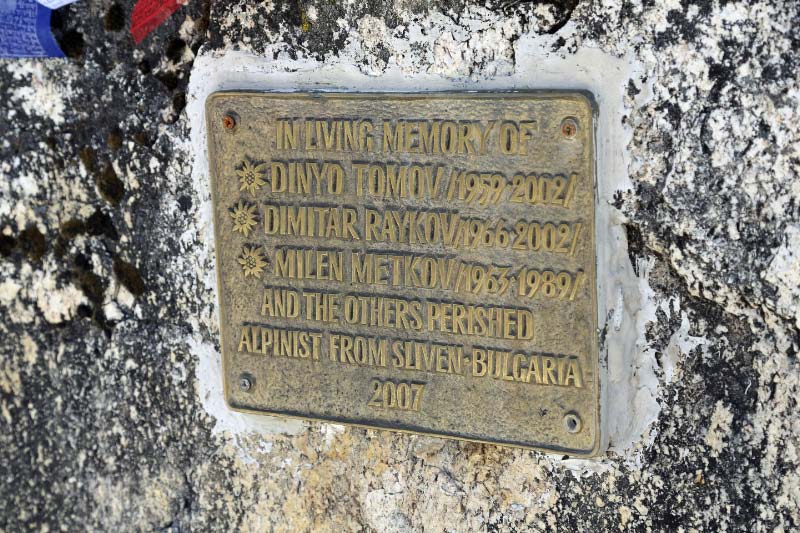 IN LIVING MEMORY OF
DINYO TOMOV/1959-2002/
DIMITAR RAYKOV/1966-2002/
MILEN METKOV/1963-1989/
AND THE OTHERS PERISHED
ALPINIST FROM SLIVEN-BULGARIA
2007